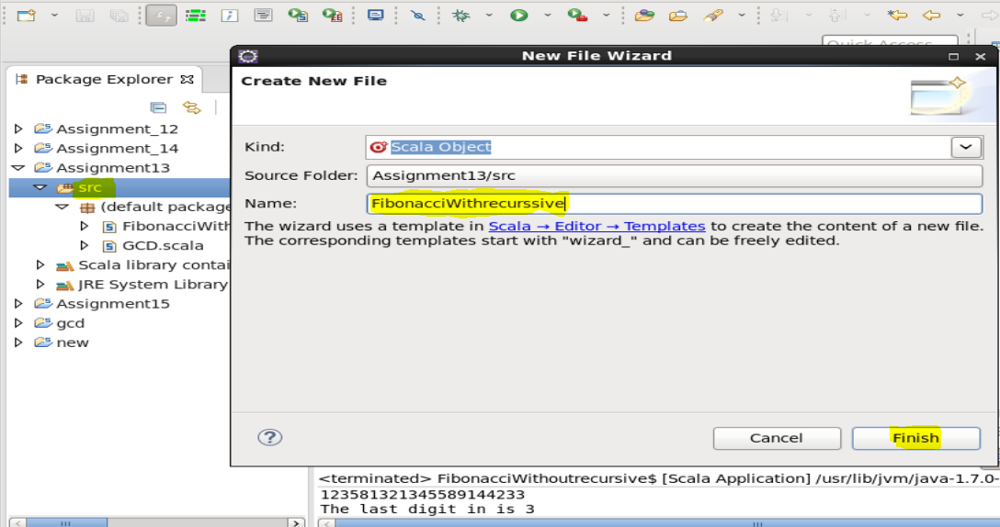 Quick Access
New File Wizard
Package Explorer
Create New File
Assignment_12
Assignment_14
Assignment13
src
(default package
FibonacciWith
GCD.scala
Scala library contai
JRE System Library
Assignment15
gcd
new
Kind:
Scala Object
Source Folder:
Assignment13/src
Name:
FibonacciWithrecurssive
The wizard uses a template in Scala → Editor → Templates to create the content of a new file.
The corresponding templates start with "wizard_" and can be freely edited.
?
Cancel
Finish
<terminated> FibonacciWithoutrecursive$ [Scala Application] /usr/lib/jvm/java-1.7.0-
123581321345589144233
The last digit in is 3